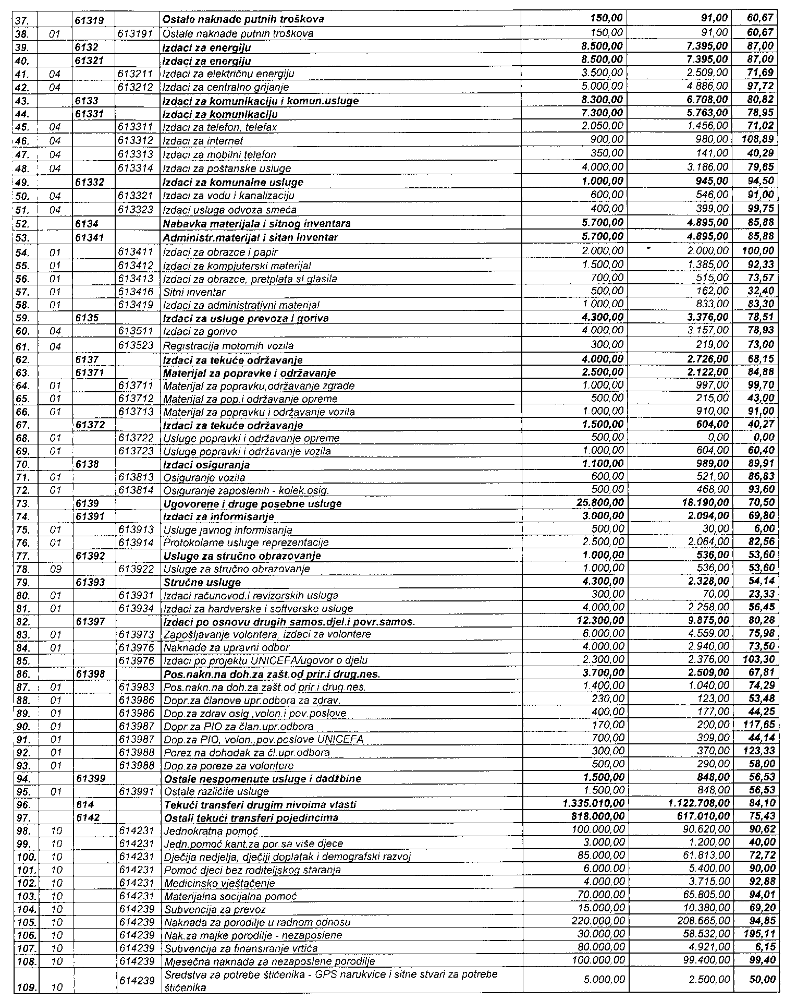 37. 61319 Ostale naknade putnih troškova 150,00 91,00 60,67
38. 01 613191 Ostale naknade putnih troškova 150,00 91,00 60,67
39. 6132 Izdaci za energiju 8.500,00 7.395,00 87,00
40. 61321 Izdaci za energiju 8.500,00 7.395,00 87,00
41. 04 613211 Izdaci za električnu energiju 3.500,00 2.509,00 71,69
42. 04 613212 Izdaci za centralno grijanje 5.000,00 4.886,00 97,72
43. 6133 Izdaci za komunikaciju i komun.usluge 8.300,00 6.708,00 80,82
44. 61331 Izdaci za komunikaciju 7.300,00 5.763,00 78,95
45. 04 613311 Izdaci za telefon, telefax 2.050,00 1.456,00 71,02
46. 04 613312 Izdaci za internet 900,00 980,00 108,89
47. 04 613313 Izdaci za mobilni telefon 350,00 141,00 40,29
48. 04 613314 Izdaci za poštanske usluge 4.000,00 3.186,00 79,65
49. 61332 Izdaci za komunalne usluge 1.000,00 945,00 94,50
50. 04 613321 Izdaci za vodu i kanalizaciju 600,00 546,00 91,00
51. 04 613323 Izdaci usluga odvoza smeća 400,00 399,00 99,75
52. 6134 Nabavka materijala i sitnog inventara 5.700,00 4.895,00 85,88
53. 61341 Administr.materijal i sitan inventar 5.700,00 4.895,00 85,88
54. 01 613411 Izdaci za obrazce i papir 2.000,00 2.000,00 100,00
55. 01 613412 Izdaci za kompjuterski materijal 1.500,00 1.385,00 92,33
56. 01 613413 Izdaci za obrazce, pretplata sl.glasila 700,00 515,00 73,57
57. 01 613416 Sitni inventar 500,00 162,00 32,40
58. 01 613419 Izdaci za administrativni materijal 1.000,00 833,00 83,30
59. 6135 Izdaci za usluge prevoza i goriva 4.300,00 3.376,00 78,51
60. 04 613511 Izdaci za gorivo 4.000,00 3.157,00 78,93
61. 04 613523 Registracija motornih vozila 300,00 219,00 73,00
62. 6137 Izdaci za tekuće održavanje 4.000,00 2.726,00 68,15
63. 61371 Materijal za popravke i održavanje 2.500,00 2.122,00 84,88
64. 01 613711 Materijal za popravku,održavanje zgrade 1.000,00 997,00 99,70
65. 01 613712 Materijal za pop.i održavanje opreme 500,00 215,00 43,00
66. 01 613713 Materijal za popravku i održavanje vozila 1.000,00 910,00 91,00
67. 61372 Izdaci za tekuće održavanje 1.500,00 604,00 40,27
68. 01 613722 Usluge popravki i održavanje opreme 500,00 0,00 0,00
69. 01 613723 Usluge popravki i održavanje vozila 1.000,00 604,00 60,40
70. 6138 Izdaci osiguranja 1.100,00 989,00 89,91
71. 01 613813 Osiguranje vozila 600,00 521,00 86,83
72. 01 613814 Osiguranje zaposlenih - kolek.osig. 500,00 468,00 93,60
73. 6139 Ugovorene i druge posebne usluge 25.800,00 18.190,00 70,50
74. 61391 Izdaci za informisanje 3.000,00 2.094,00 69,80
75. 01 613913 Usluge javnog informisanja 500,00 30,00 6,00
76. 01 613914 Protokolarne usluge reprezentacije 2.500,00 2.064,00 82,56
77. 61392 Usluge za stručno obrazovanje 1.000,00 536,00 53,60
78. 09 613922 Usluge za stručno obrazovanje 1.000,00 536,00 53,60
79. 61393 Stručne usluge 4.300,00 2.328,00 54,14
80. 01 613931 Izdaci računovod.i revizorskih usluga 300,00 70,00 23,33
81. 01 613934 Izdaci za hardverske i softverske usluge 4.000,00 2.258,00 56,45
82. 61397 Izdaci po osnovu drugih samos.djel.i povr.samos. 12.300,00 9.875,00 80,28
83. 01 613973 Zapošljavanje volontera, izdaci za volontere 6.000,00 4.559,00 75,98
84. 01 613976 Naknade za upravni odbor 4.000,00 2.940,00 73,50
85. 613976 Izdaci po projektu UNICEFA/ugovor o djelu 2.300,00 2.376,00 103,30
86. 61398 Pos.nakn.na doh.za zašt.od prir.i drug.nes. 3.700,00 2.509,00 67,81
87. 01 613983 Pos.nakn.na doh.za zašt.od prir.i drug.nes. 1.400,00 1.040,00 74,29
88. 01 613986 Dopr.za članove upr.odbora za zdrav. 230,00 123,00 53,48
89. 01 613986 Dop.za zdrav.osig.,volon.i pov.poslove 400,00 177,00 44,25
90. 01 613987 Dopr.za PIO za član.upr.odbora 170,00 200,00 117,65
91. 01 613987 Dop.za PIO, volon.,pov.poslove UNICEFA 700,00 309,00 44,14
92. 01 613988 Porez na dohodak za čl.upr.odbora 300,00 370,00 123,33
93. 01 613988 Dop.za poreze za volontere 500,00 290,00 58,00
94. 61399 Ostale nespomenute usluge i dadžbine 1.500,00 848,00 56,53
95. 01 613991 Ostale različite usluge 1.500,00 848,00 56,53
96. 614 Tekući transferi drugim nivoima vlasti 1.335.010,00 1.122.708,00 84,10
97. 6142 Ostali tekući transferi pojedincima 818.000,00 617.010,00 75,43
98. 10 614231 Jednokratna pomoć 100.000,00 90.620,00 90,62
99. 10 614231 Jedn.pomoć kant.za por.sa više djece 3.000,00 1.200,00 40,00
100. 10 614231 Dječija nedjelja, dječiji doplatak i demografski razvoj 85.000,00 61.813,00 72,72
101. 10 614231 Pomoć djeci bez roditeljskog staranja 6.000,00 5.400,00 90,00
102. 10 614231 Medicinsko vještačenje 4.000,00 3.715,00 92,88
103. 10 614231 Materijalna socijalna pomoć 70.000,00 65.805,00 94,01
104. 10 614239 Subvencija za prevoz 15.000,00 10.380,00 69,20
105. 10 614239 Naknada za porodilje u radnom odnosu 220.000,00 208.665,00 94,85
106. 10 614239 Nak.za majke porodilje - nezaposlene 30.000,00 58.532,00 195,11
107. 10 614239 Subvencija za finansiranje vrtića 80.000,00 4.921,00 6,15
108. 10 614239 Mjesečna naknada za nezaposlene porodilje 100.000,00 99.400,00 99,40
109. 10 614239 Sredstva za potrebe štićenika - GPS narukvice i sitne stvari za potrebe
štićenika 5.000,00 2.500,00 50,00